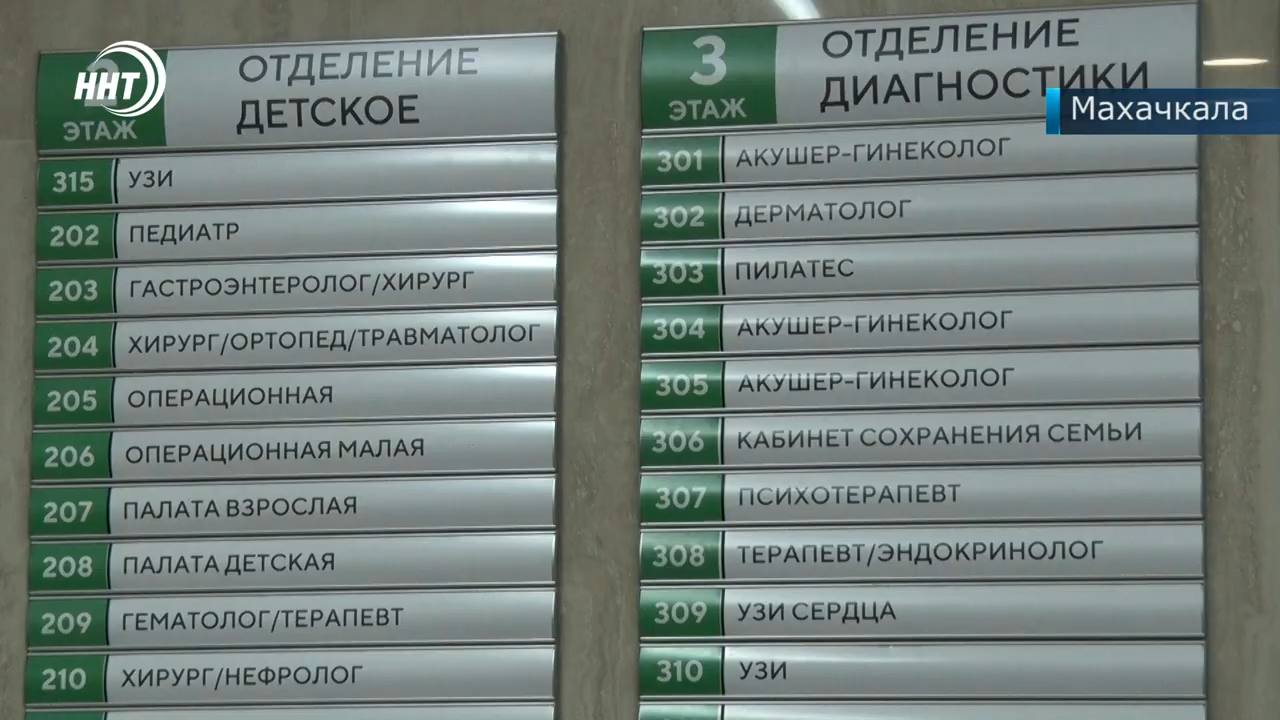 ННТ
2
ЭТАЖ
ОТДЕЛЕНИЕ
ДЕТСКОЕ
315 УЗИ
202 ПЕДИАТР
203 ГАСТРОЭНТЕРОЛОГ/ХИРУРГ
204 ХИРУРГ/ОРТОПЕД/ТРАВМАТОЛОГ
205 ОПЕРАЦИОННАЯ
206 ОПЕРАЦИОННАЯ МАЛАЯ
207 ПАЛАТА ВЗРОСЛАЯ
208 ПАЛАТА ДЕТСКАЯ
209 ГЕМАТОЛОГ/ТЕРАПЕВТ
210 ХИРУРГ/НЕФРОЛОГ
3
ЭТАЖ
ОТДЕЛЕНИЕ
ДИАГНОСТИКИ
Махачкала
301 АКУШЕР-ГИНЕКОЛОГ
302 ДЕРМАТОЛОГ
303 ПИЛАТЕС
304 АКУШЕР-ГИНЕКОЛОГ
305 АКУШЕР-ГИНЕКОЛОГ
306 КАБИНЕТ СОХРАНЕНИЯ СЕМЬИ
307 ПСИХОТЕРАПЕВТ
308 ТЕРАПЕВТ/ЭНДОКРИНОЛОГ
309 УЗИ СЕРДЦА
310 УЗИ